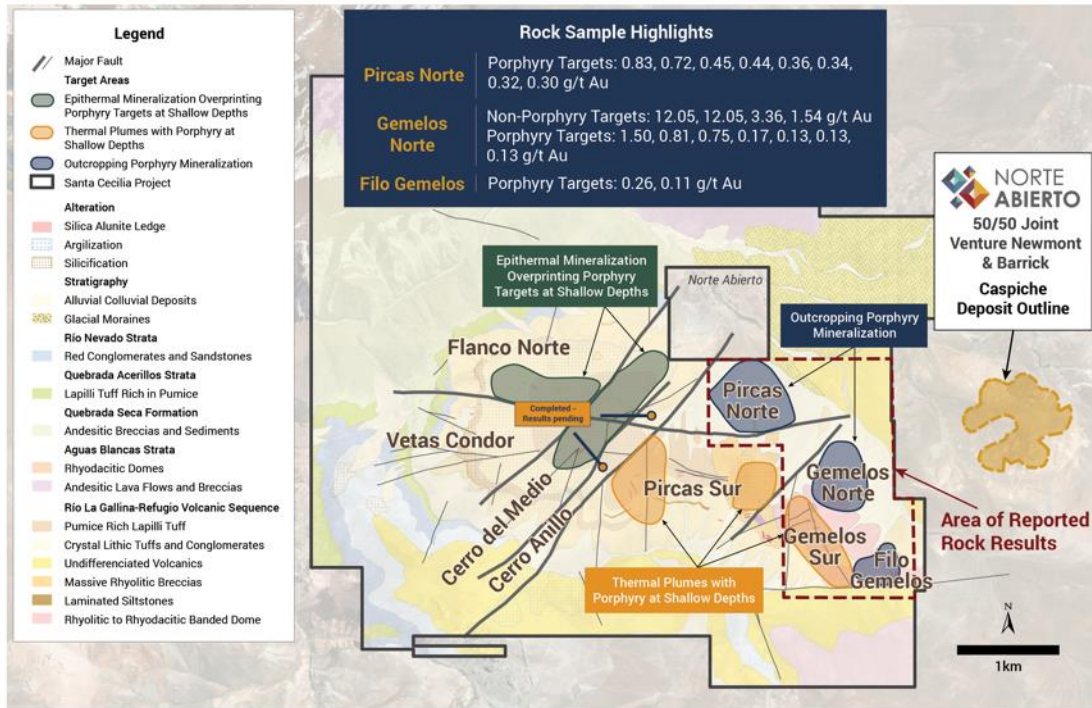 Legend
Major Fault
Target Areas
Epithermal Mineralization Overprinting
Porphyry Targets at Shallow Depths
Thermal Plumes with Porphyry at
Shallow Depths
Outcropping Porphyry Mineralization
Santa Cecilia Project
Alteration
Silica Alunite Ledge
Argilization
Silicification
Stratigraphy
Alluvial Colluvial Deposits
Glacial Moraines
Río Nevado Strata
Red Conglomerates and Sandstones
Quebrada Acerillos Strata
Lapilli Tuff Rich in Pumice
Quebrada Seca Formation
Andesitic Breccias and Sediments
Aguas Blancas Strata
Rhyodacitic Domes
Andesitic Lava Flows and Breccias
Río La Gallina-Refugio Volcanic Sequence
Pumice Rich Lapilli Tuff
Crystal Lithic Tuffs and Conglomerates
Undifferenciated Volcanics
Massive Rhyolitic Breccias
Laminated Siltstones
Rhyolitic to Rhyodacitic Banded Dome
Rock Sample Highlights
Pircas Norte
Porphyry Targets: 0.83, 0.72, 0.45, 0.44, 0.36, 0.34,
0.32, 0.30 g/t Au
Gemelos
Norte
Non-Porphyry Targets: 12.05, 12.05, 3.36, 1.54 g/t Au
Porphyry Targets: 1.50, 0.81, 0.75, 0.17, 0.13, 0.13,
0.13 g/t Au
Filo Gemelos
Porphyry Targets: 0.26, 0.11 g/t Au
NORTE
ABIERTO
50/50 Joint
Venture Newmont
& Barrick
Caspiche
Deposit Outline
Epithermal Mineralization
Overprinting Porphyry
Targets at Shallow Depths
Norte Abierto
Outcropping Porphyry
Mineralization
Flanco Norte
Pircas
Norte
Completed -
Results pending
Vetas Condor
Gemelos
Norte
Pircas Sur
Cerro del Medio
Cerro Anillo
Gemelos
Sur
Filo
Gemelos
Area of Reported
Rock Results
Thermal Plumes with
Porphyry at Shallow Depths
N
1km